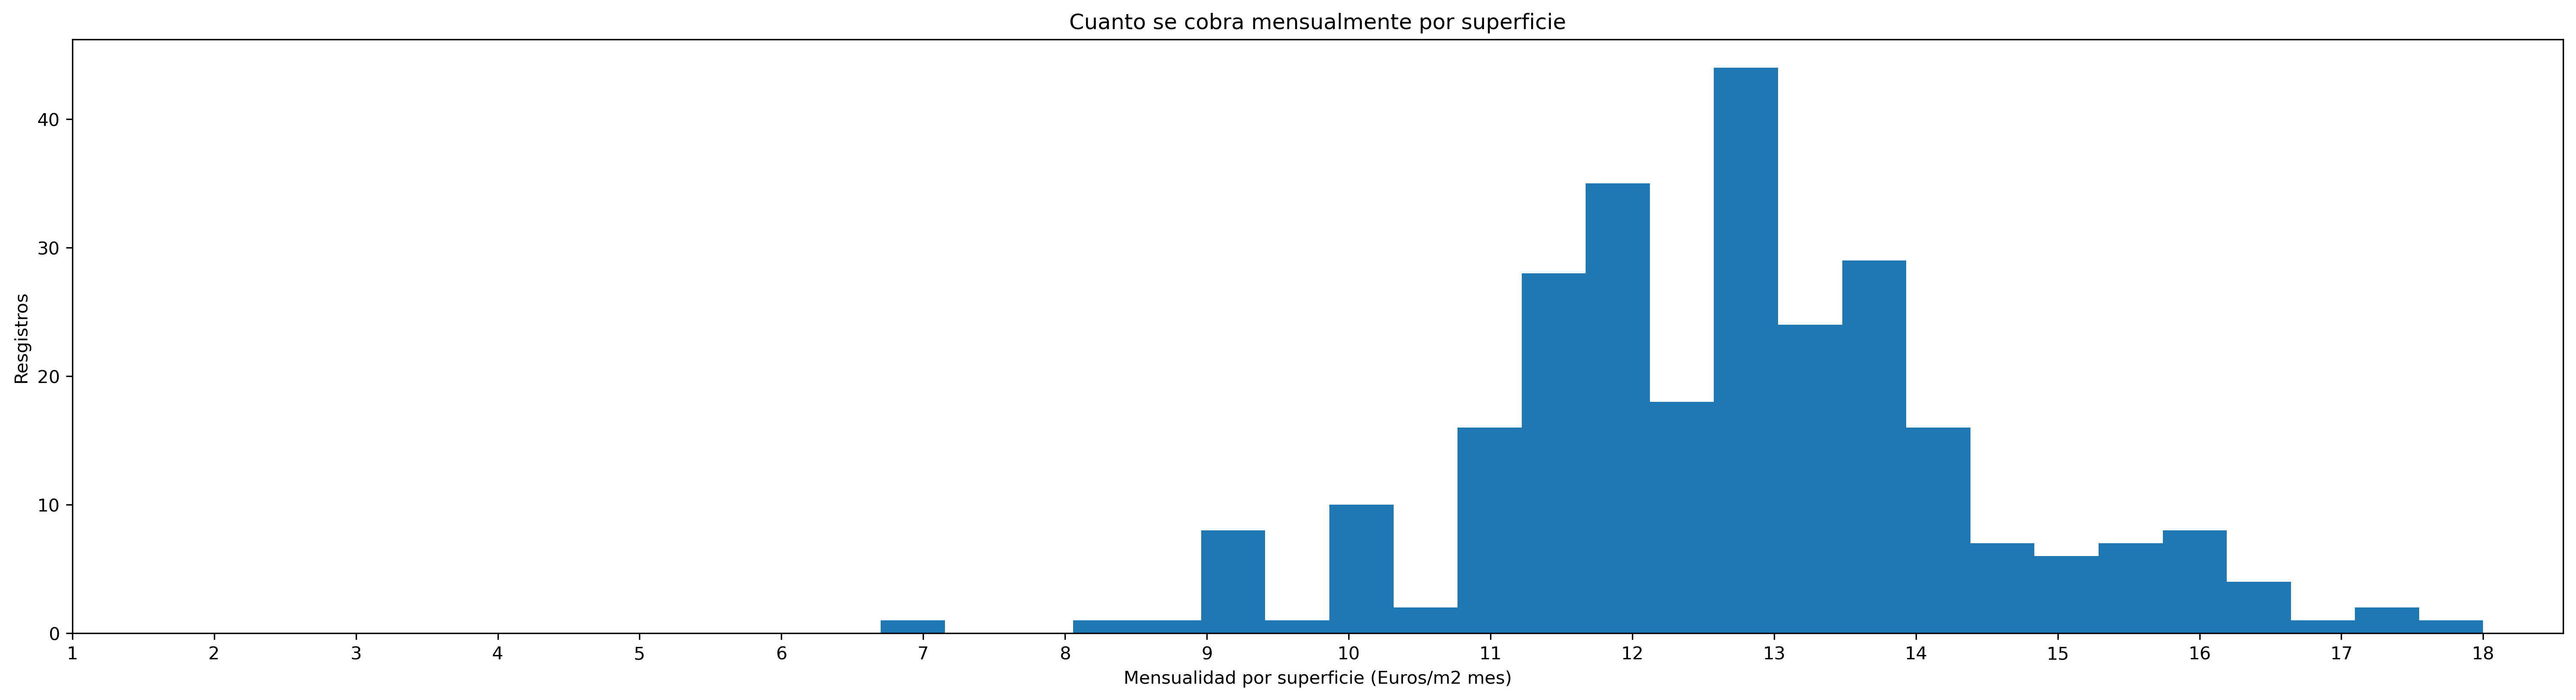 Cuanto se cobra mensualmente por superficie
Resgistros
40
30
20
10
0
1 2 3 4 5 6 7 8 9 10 11 12 13 14 15 16 17 18
Mensualidad por superficie (Euros/m2 mes)